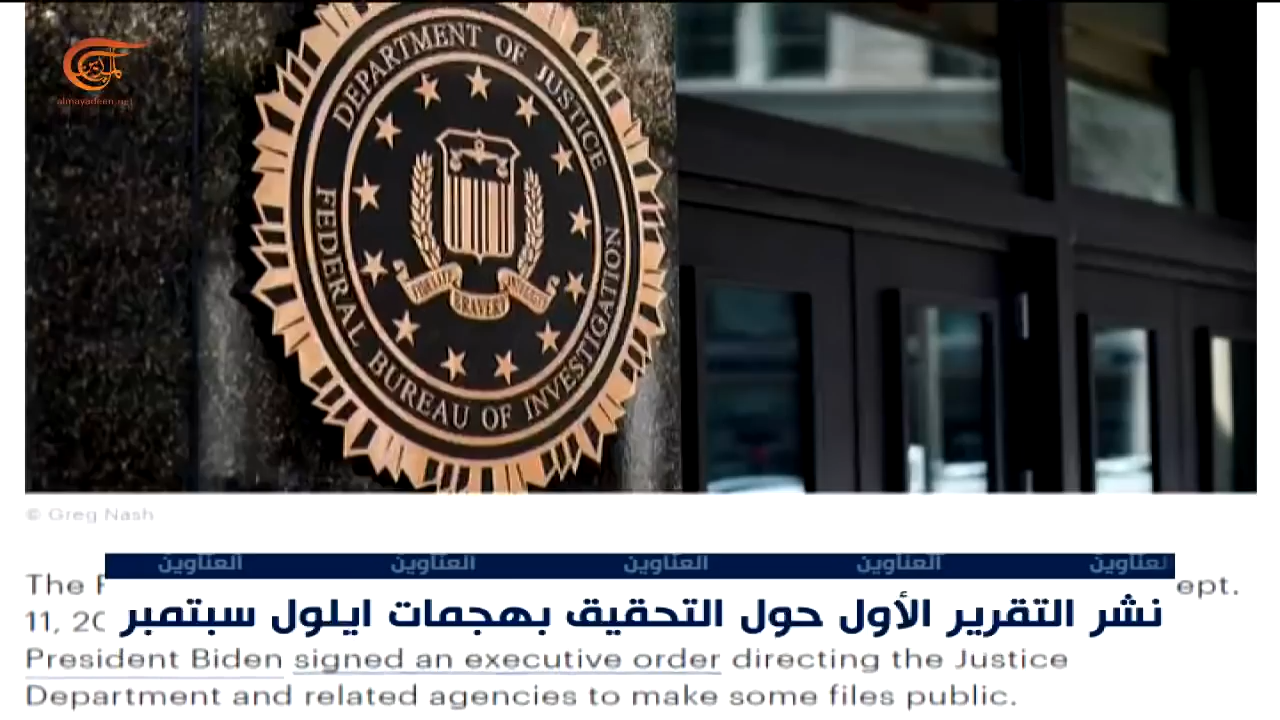 الميادين
almayadeen.net
DEPARTMENT OF JUSTICE
FEDERAL BUREAU OF INVESTIGATION
FIDELITY BRAVERY INTEGRITY
© Greg Nash
العناوين العناوين العناوين العناوين العناوين
The F
ept.
نشر التقرير الأول حول التحقيق بهجمات ايلول سبتمبر
11, 20
President Biden signed an executive order directing the Justice
Department and related agencies to make some files public.